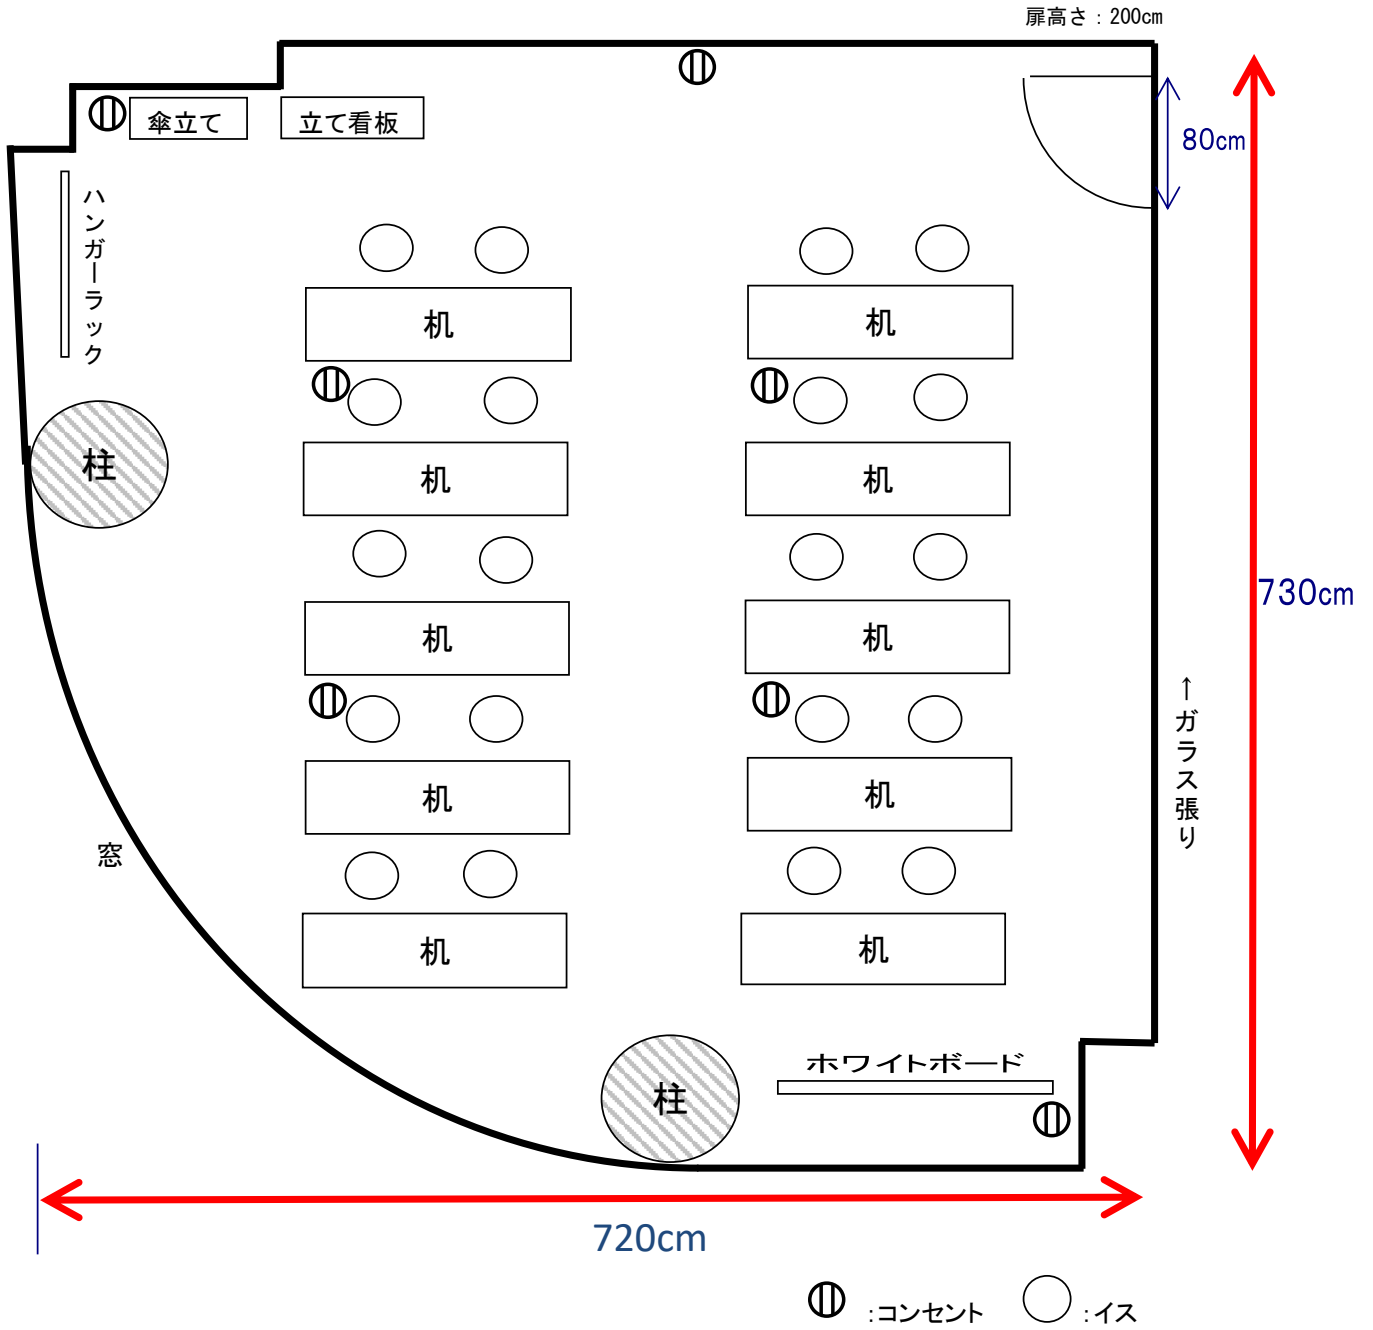 扉高さ：200cm
傘立て
立て看板
80cm
ハンガーラック
机
机
机
机
柱
730cm
机
机
←ガラス張り
机
机
窓
机
机
ホワイトボード
柱
720cm
:コンセント
:イス